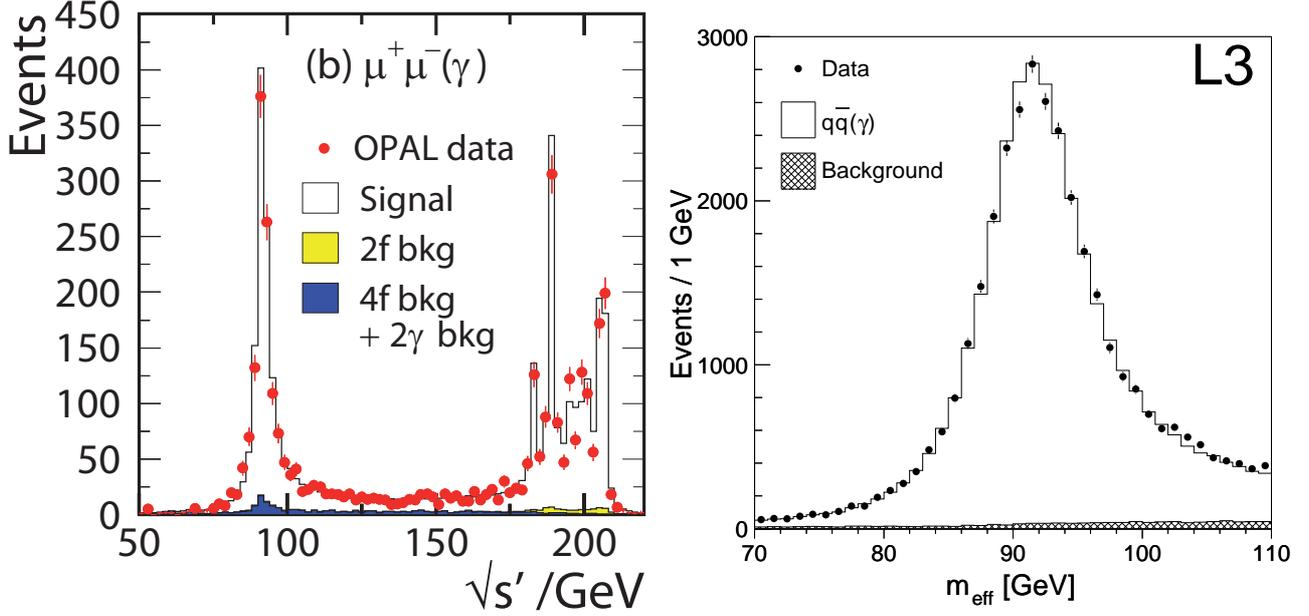 Events
450
400
350
300
250
200
150
100
50
0
(b) μ⁺μ⁻(γ)
OPAL data
Signal
2f bkg
4f bkg
+ 2γ bkg
50 100 150 200
√s′ /GeV
Events / 1 GeV
3000
2000
1000
0
L3
Data
qq̅(γ)
Background
70 80 90 100 110
m_eff [GeV]